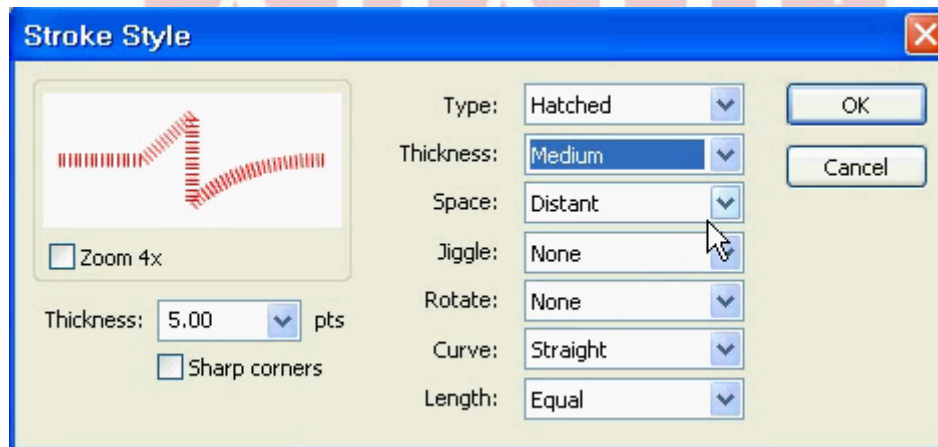 Stroke Style
Type: Hatched
OK
Thickness: Medium
Cancel
Space: Distant
Zoom 4x
Jiggle: None
Rotate: None
Thickness: 5.00 pts
Curve: Straight
Sharp corners
Length: Equal